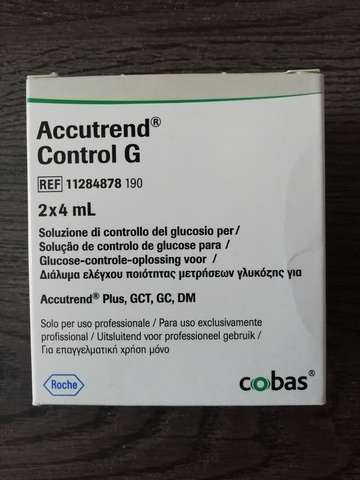 Accutrend®
Control G
REF 11284878 190
2x4 mL
Soluzione di controllo del glucosio per /
Solução de controlo de glucose para /
Glucose-controle-oplossing voor /
Διάλυμα ελέγχου ποιότητας μετρήσεων γλυκόζης για
Accutrend® Plus, GCT, GC, DM
Solo per uso professionale / Para uso exclusivamente
profissional / Uitsluitend voor professioneel gebruik /
Για επαγγελματική χρήση μόνο
Roche
cobas®